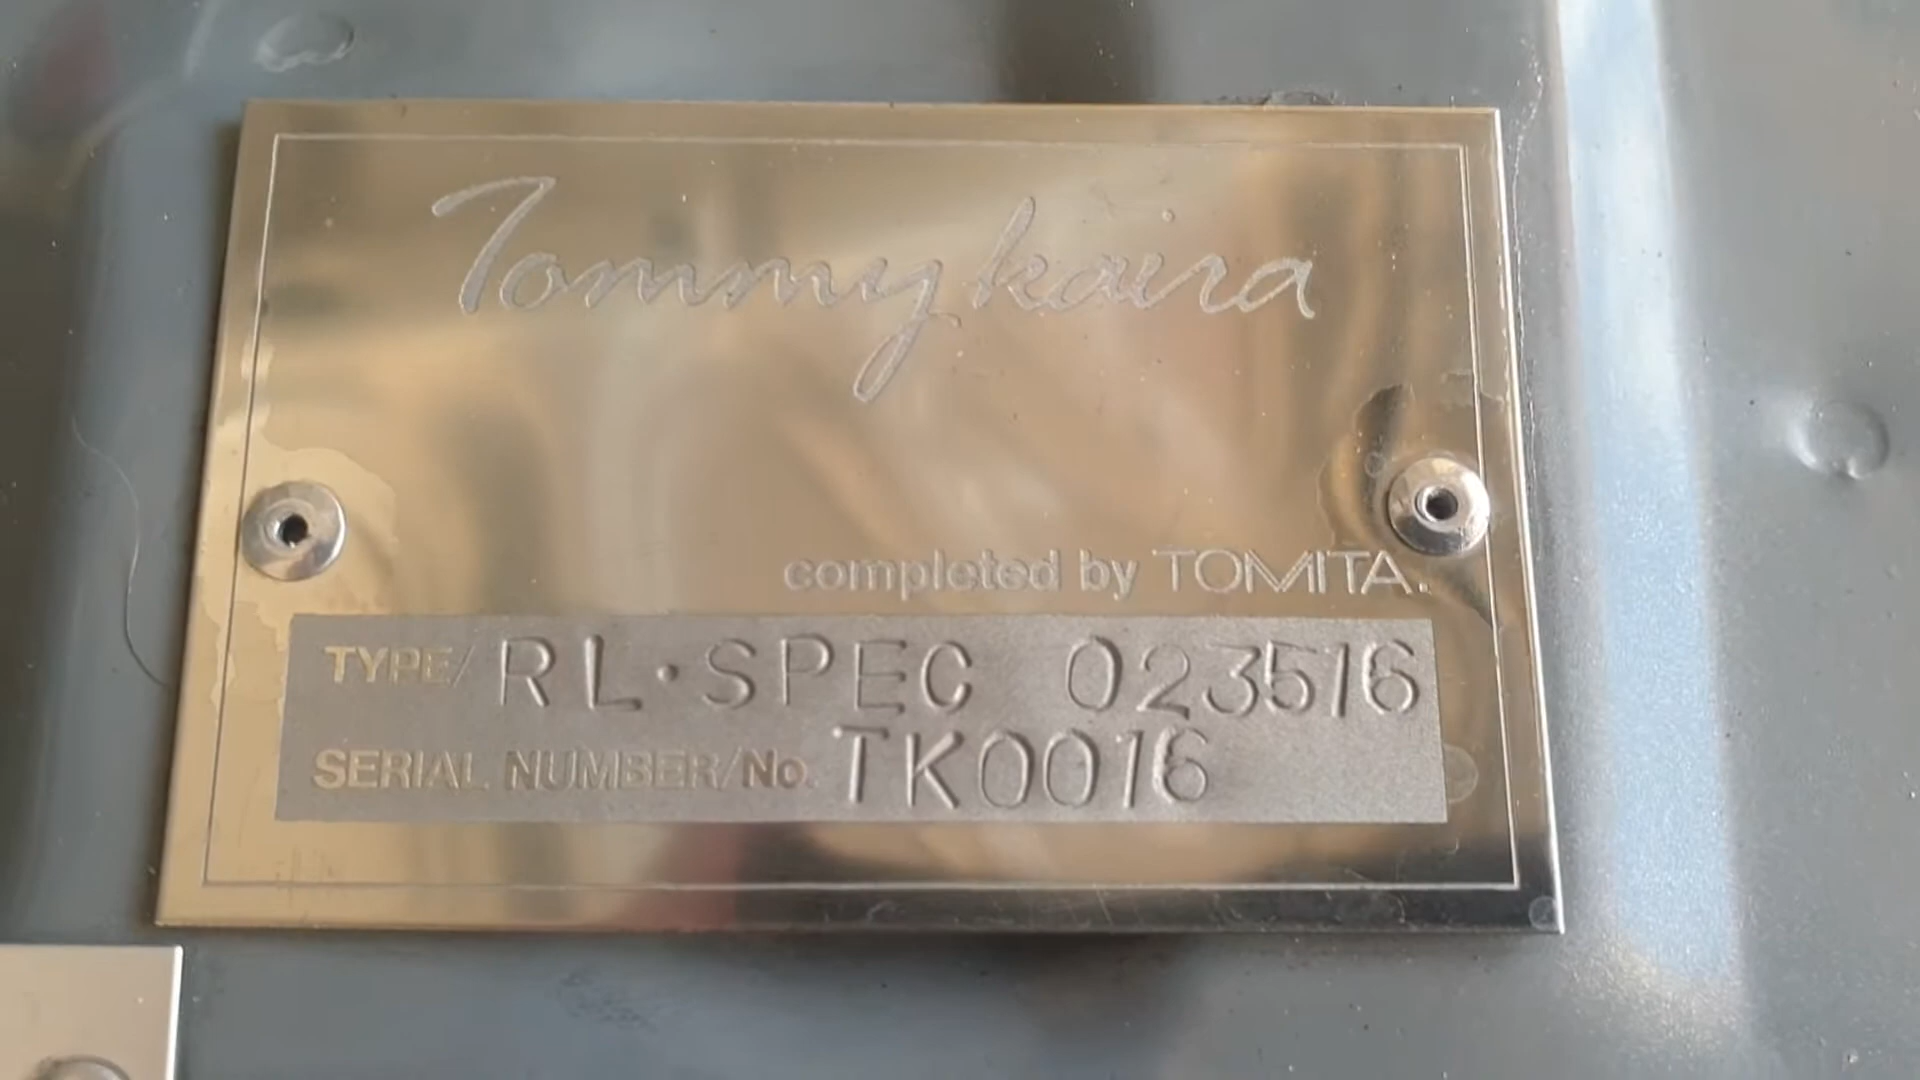 Tommykaira
completed by TOMITA.
TYPE/ RL·SPEC 023516
SERIAL NUMBER/No. TK0016